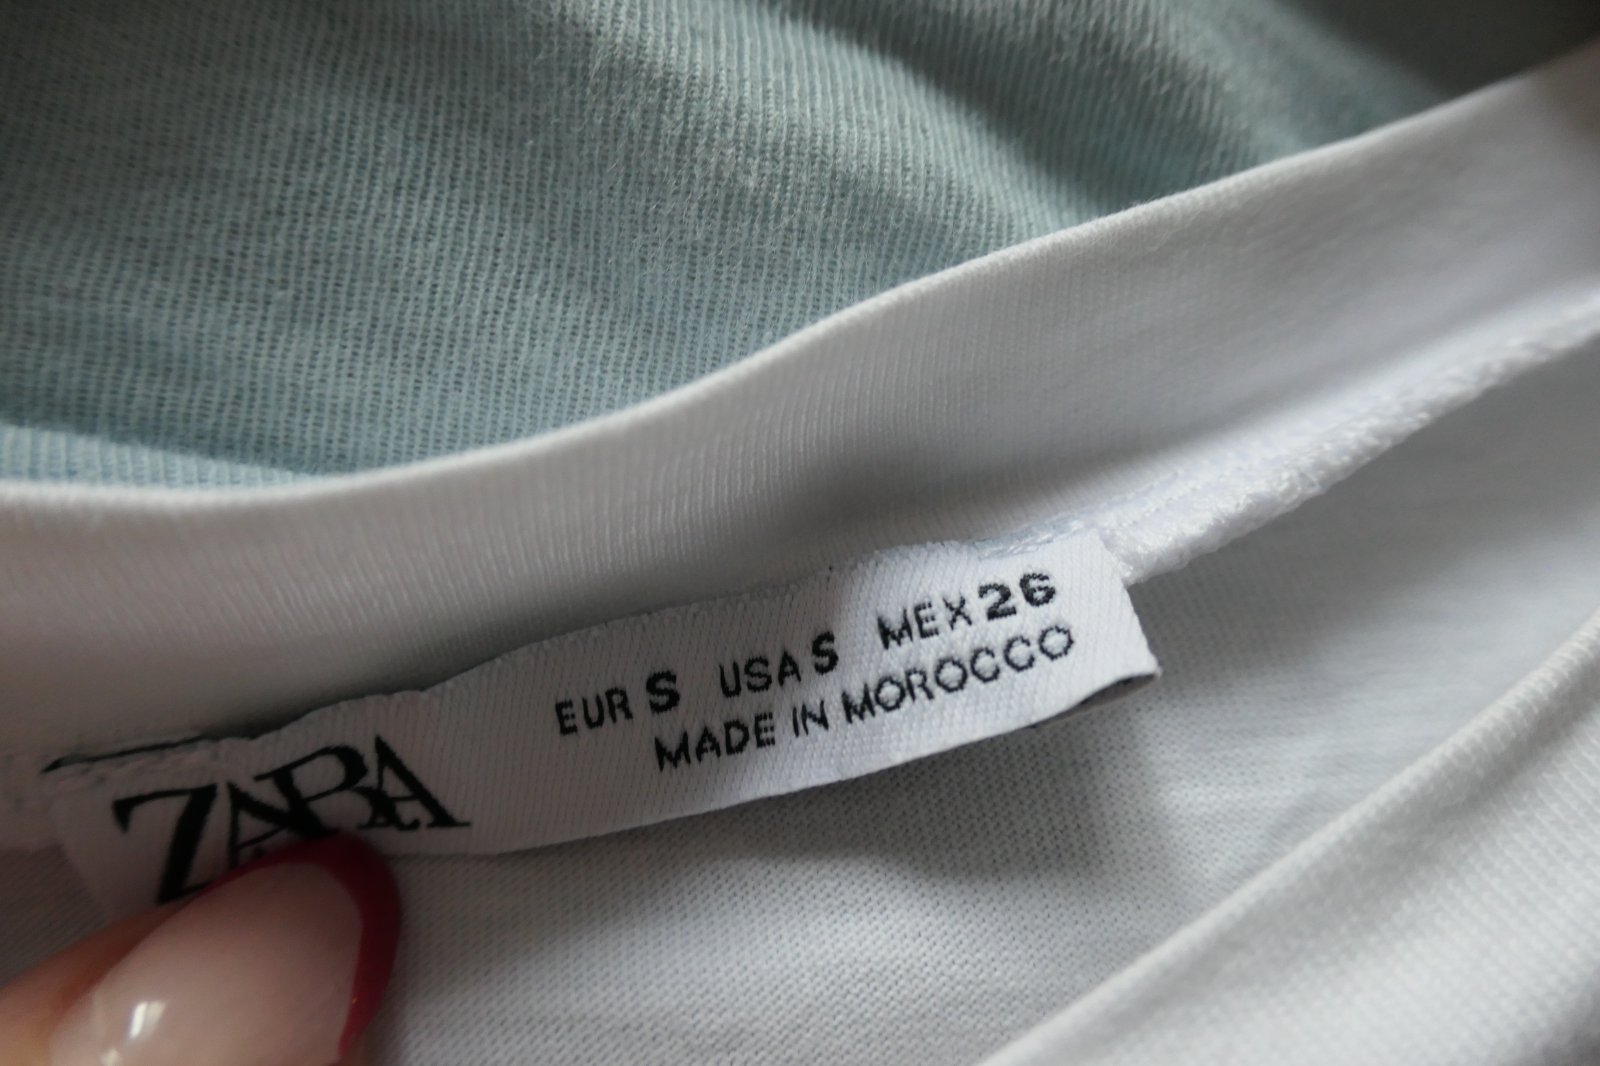 ZARA
EUR S USA S MEX 26
MADE IN MOROCCO